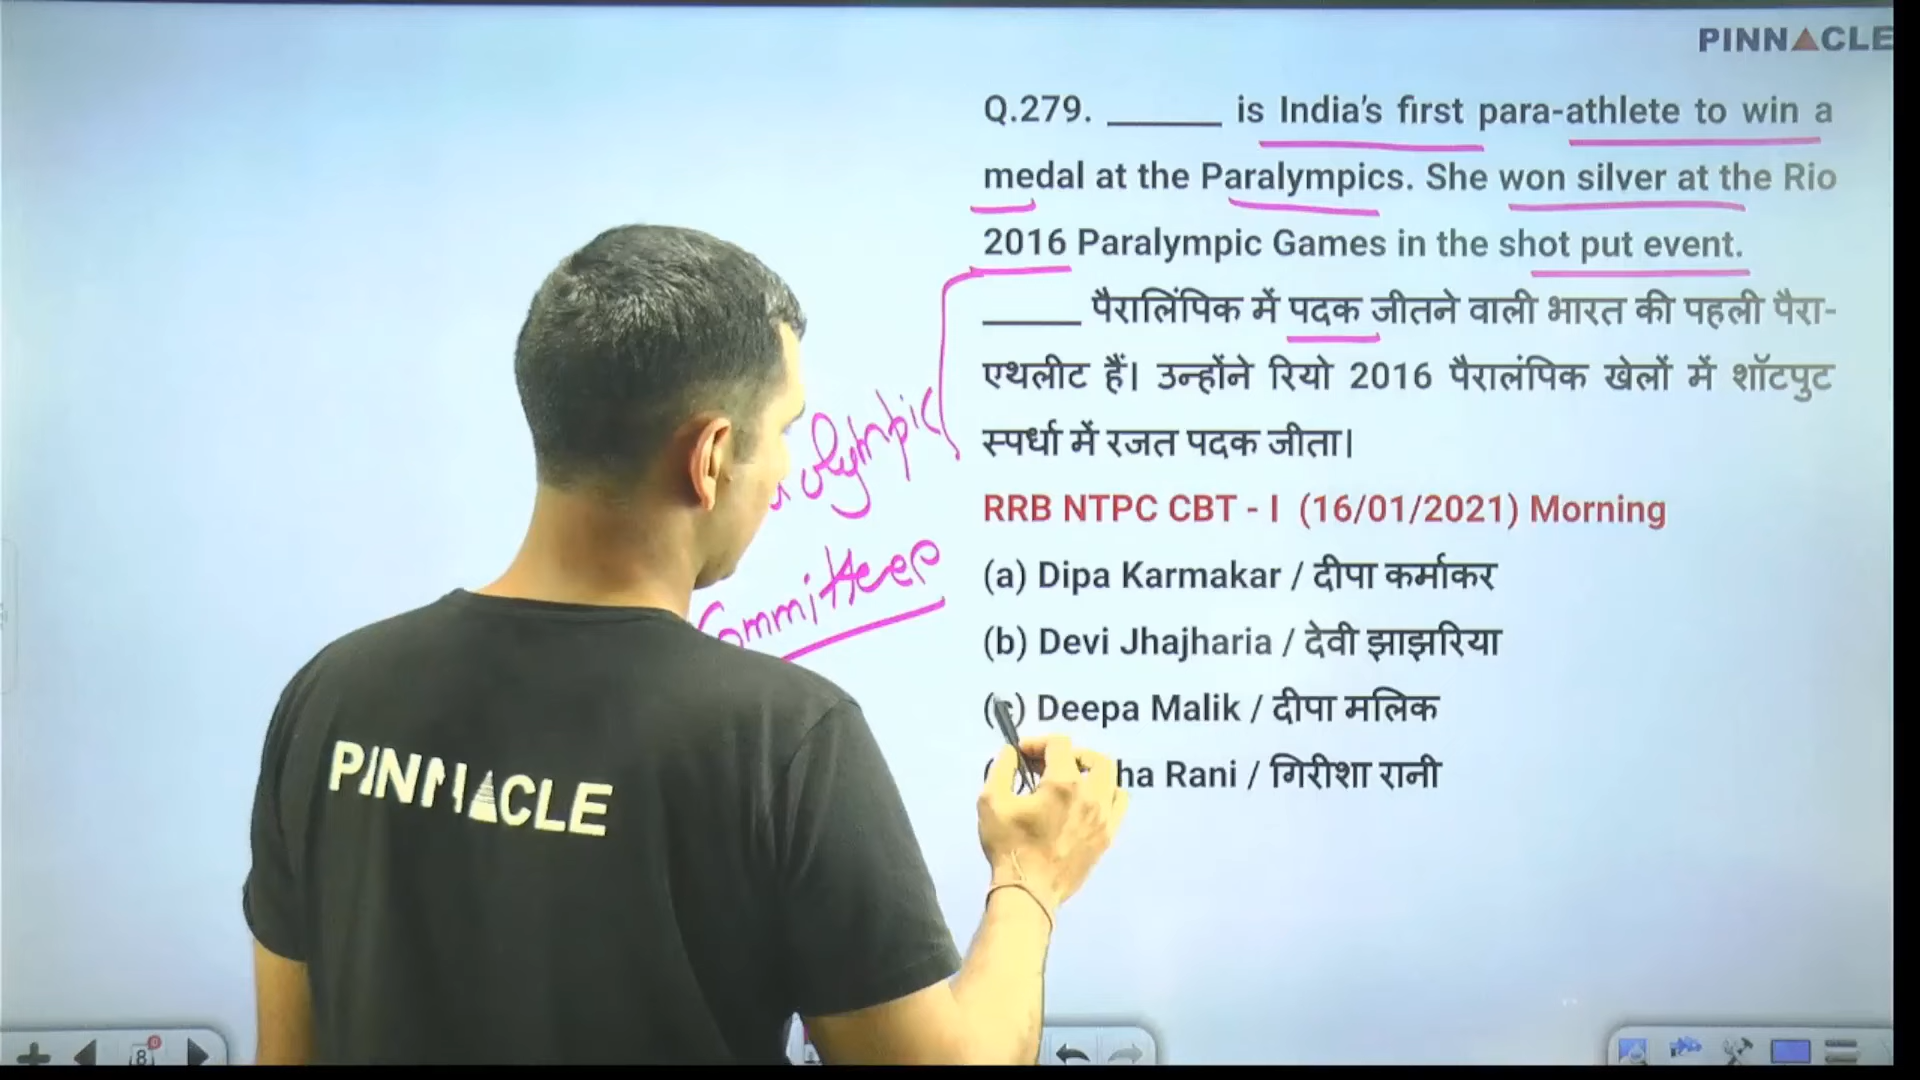 PINNACLE
Q.279. ______ is India's first para-athlete to win a
medal at the Paralympics. She won silver at the Rio
2016 Paralympic Games in the shot put event.
_____ पैरालिंपिक में पदक जीतने वाली भारत की पहली पैरा-
एथलीट हैं। उन्होंने रियो 2016 पैरालंपिक खेलों में शॉटपुट
स्पर्धा में रजत पदक जीता।
RRB NTPC CBT - I (16/01/2021) Morning
(a) Dipa Karmakar / दीपा कर्माकर
(b) Devi Jhajharia / देवी झाझरिया
(c) Deepa Malik / दीपा मलिक
ha Rani / गिरीशा रानी
olympic
PINNACLE
8
0